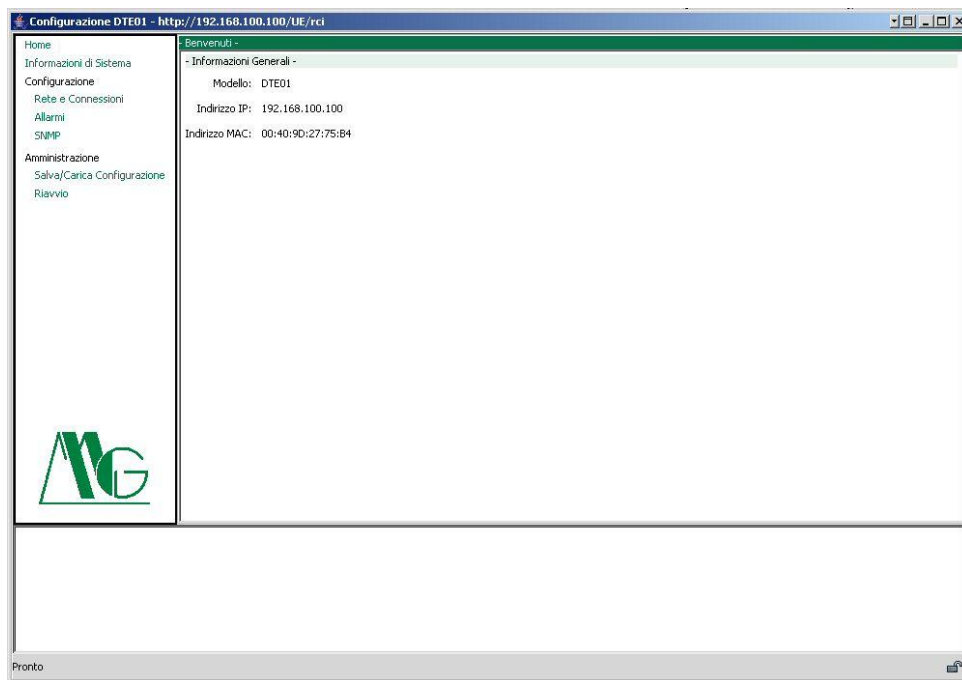 Configurazione DTE01 - http://192.168.100.100/UE/rci
Home
Informazioni di Sistema
Configurazione
Rete e Connessioni
Allarmi
SNMP
Amministrazione
Salva/Carica Configurazione
Riavvio
- Benvenuti -
- Informazioni Generali -
Modello: DTE01
Indirizzo IP: 192.168.100.100
Indirizzo MAC: 00:40:9D:27:75:B4
MG
Pronto